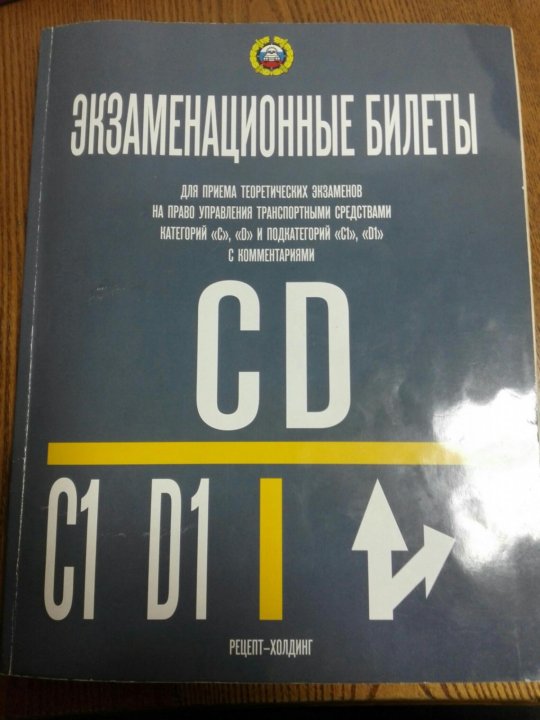 ЭКЗАМЕНАЦИОННЫЕ БИЛЕТЫ
ДЛЯ ПРИЕМА ТЕОРЕТИЧЕСКИХ ЭКЗАМЕНОВ
НА ПРАВО УПРАВЛЕНИЯ ТРАНСПОРТНЫМИ СРЕДСТВАМИ
КАТЕГОРИЙ «C», «D» И ПОДКАТЕГОРИЙ «C1», «D1»
С КОММЕНТАРИЯМИ
C D
C1 D1
РЕЦЕПТ–ХОЛДИНГ